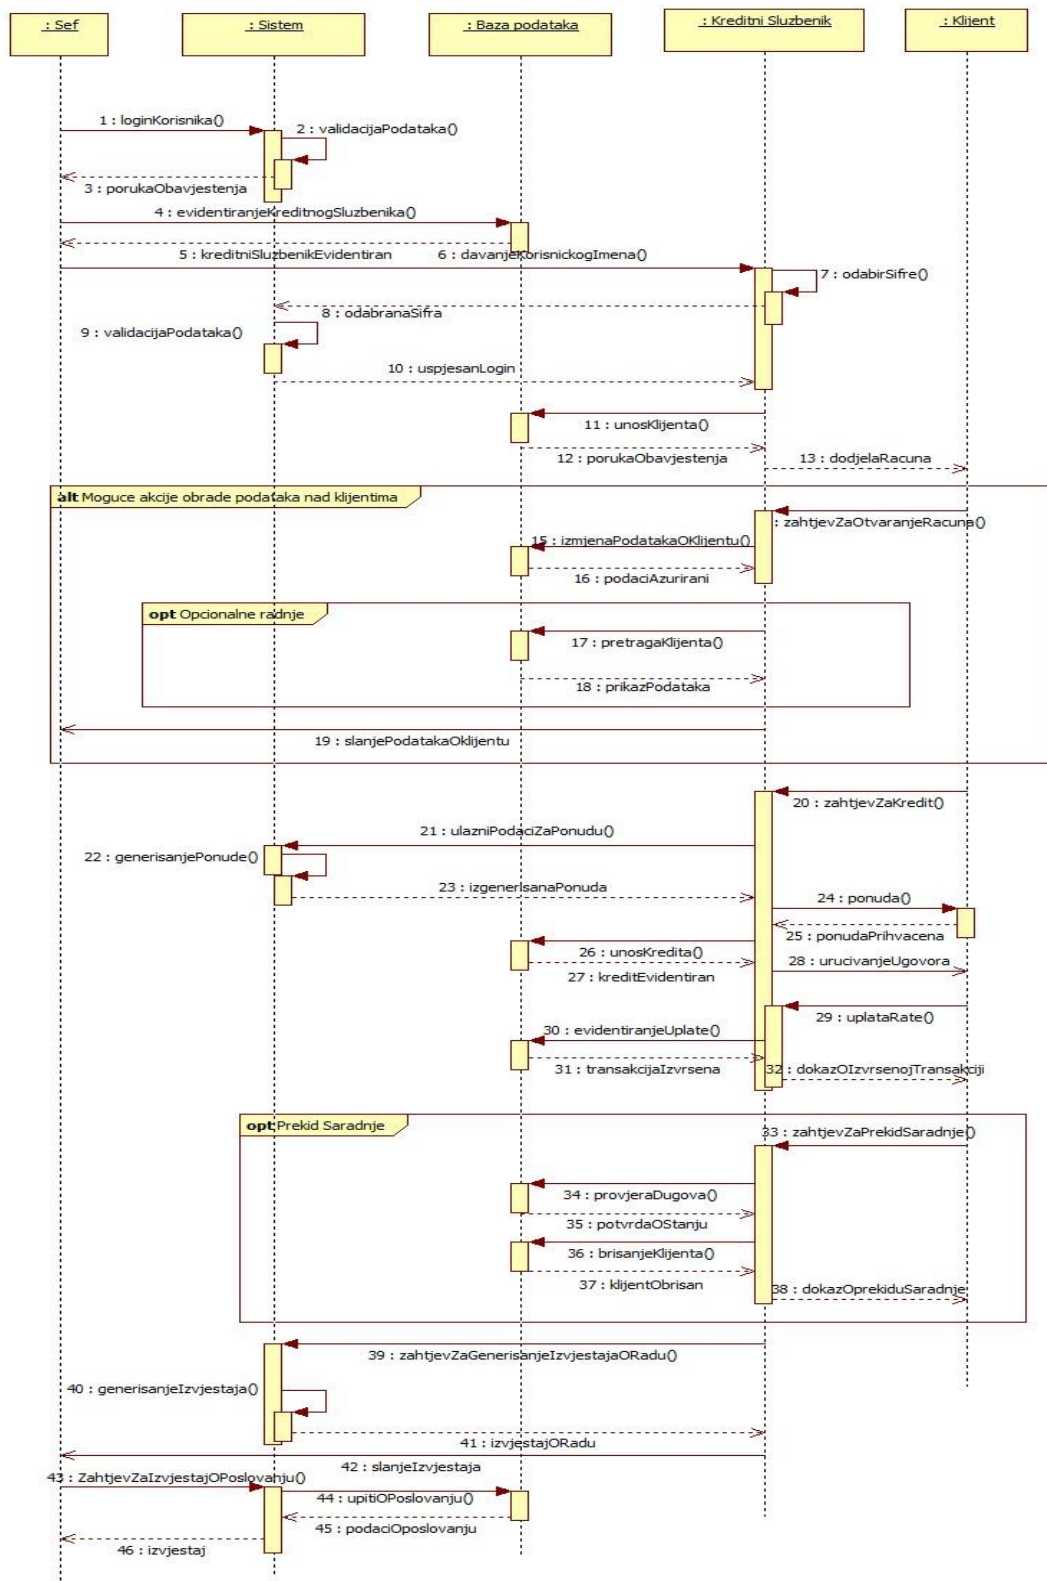 : Sef
: Sistem
: Baza podataka
: Kreditni Sluzbenik
: Klijent
1 : loginKorisnika()
2 : validacijaPodataka()
3 : porukaObavjestenja
4 : evidentiranjeKreditnogSluzbenika()
5 : kreditniSluzbenikEvidentiran
6 : davanjeKorisnickogImena()
7 : odabirSifre()
8 : odabranaSifra
9 : validacijaPodataka()
10 : uspjesanLogin
11 : unosKlijenta()
12 : porukaObavjestenja
13 : dodjelaRacuna
alt Moguce akcije obrade podataka nad klijentima
: zahtjevZaOtvaranjeRacuna()
15 : izmjenaPodatakaOKlijentu()
16 : podaciAzurirani
opt Opcionalne radnje
17 : pretragaKlijenta()
18 : prikazPodataka
19 : slanjePodatakaOklijentu
20 : zahtjevZaKredit()
21 : ulazniPodaciZaPonudu()
22 : generisanjePonude()
23 : izgenerisanaPonuda
24 : ponuda()
25 : ponudaPrihvacena
26 : unosKredita()
27 : kreditEvidentiran
28 : urucivanjeUgovora
29 : uplataRate()
30 : evidentiranjeUplate()
31 : transakcijaIzvrsena
32 : dokazOIzvrsenojTransakciji
opt Prekid Saradnje
33 : zahtjevZaPrekidSaradnje()
34 : provjeraDugova()
35 : potvrdaOStanju
36 : brisanjeKlijenta()
37 : klijentObrisan
38 : dokazOprekiduSaradnje
39 : zahtjevZaGenerisanjeIzvjestajaORadu()
40 : generisanjeIzvjestaja()
41 : izvjestajORadu
42 : slanjeIzvjestaja
43 : ZahtjevZaIzvjestajOPoslovanju()
44 : upitiOPoslovanju()
45 : podaciOposlovanju
46 : izvjestaj